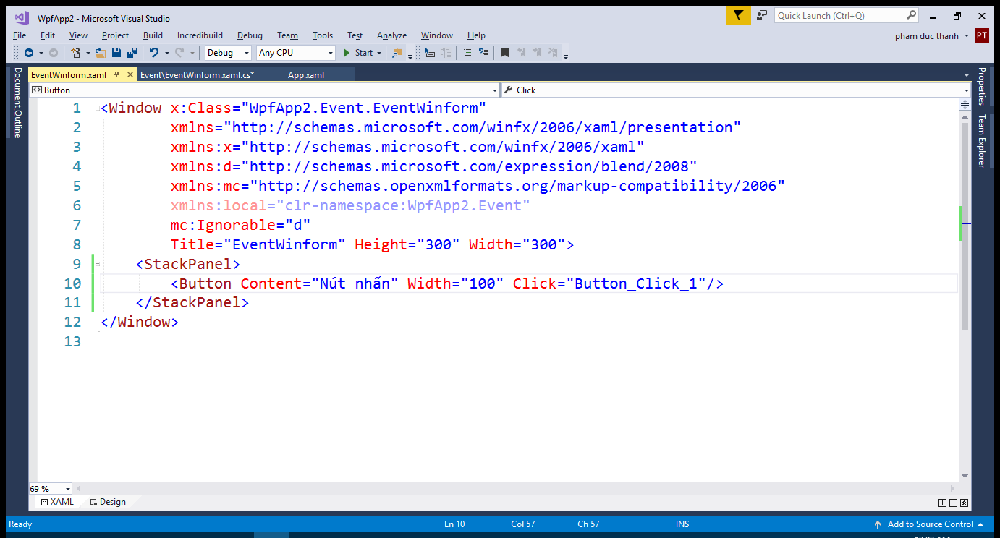 WpfApp2 - Microsoft Visual Studio
Quick Launch (Ctrl+Q)
File Edit View Project Build Incredibuild Debug Team Tools Test Analyze Window Help
pham duc thanh PT
Debug Any CPU Start
Document Outline
EventWinform.xaml Event\EventWinform.xaml.cs* App.xaml
Button Click
1 <Window x:Class="WpfApp2.Event.EventWinform"
2 xmlns="http://schemas.microsoft.com/winfx/2006/xaml/presentation"
3 xmlns:x="http://schemas.microsoft.com/winfx/2006/xaml"
4 xmlns:d="http://schemas.microsoft.com/expression/blend/2008"
5 xmlns:mc="http://schemas.openxmlformats.org/markup-compatibility/2006"
6 xmlns:local="clr-namespace:WpfApp2.Event"
7 mc:Ignorable="d"
8 Title="EventWinform" Height="300" Width="300">
9 <StackPanel>
10 <Button Content="Nút nhấn" Width="100" Click="Button_Click_1"/>
11 </StackPanel>
12 </Window>
13
Properties
Team Explorer
69 %
XAML Design
Ready Ln 10 Col 57 Ch 57 INS Add to Source Control